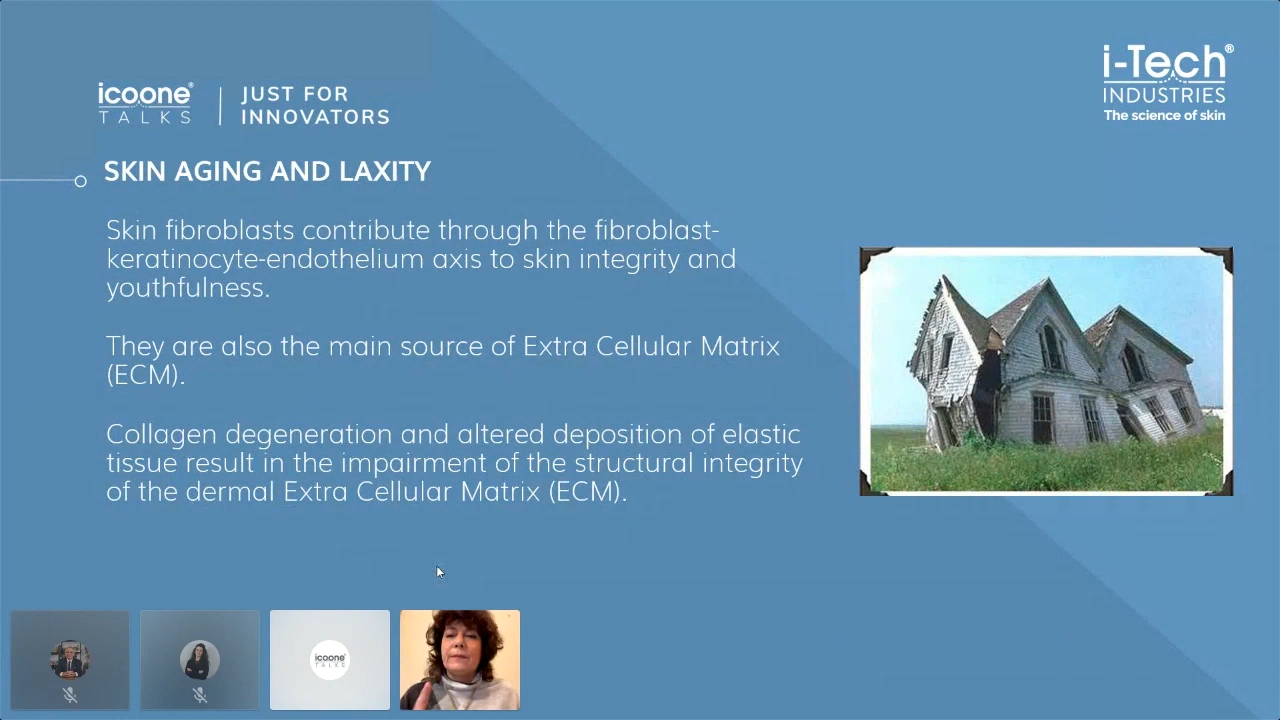 icoone®
TALKS
JUST FOR
INNOVATORS
i-Tech®
INDUSTRIES
The science of skin
SKIN AGING AND LAXITY
Skin fibroblasts contribute through the fibroblast-
keratinocyte-endothelium axis to skin integrity and
youthfulness.
They are also the main source of Extra Cellular Matrix
(ECM).
Collagen degeneration and altered deposition of elastic
tissue result in the impairment of the structural integrity
of the dermal Extra Cellular Matrix (ECM).
icoone
TALKS